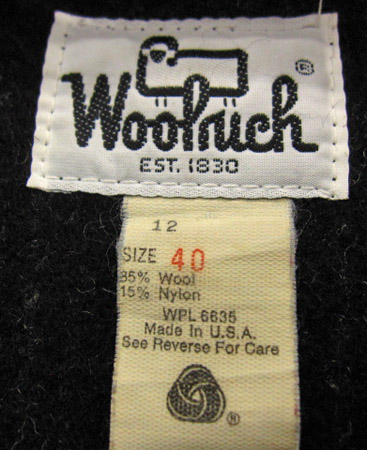 Woolrich
®
EST. 1830
12
SIZE 40
85% Wool
15% Nylon
WPL 6635
Made In U.S.A.
See Reverse For Care
®